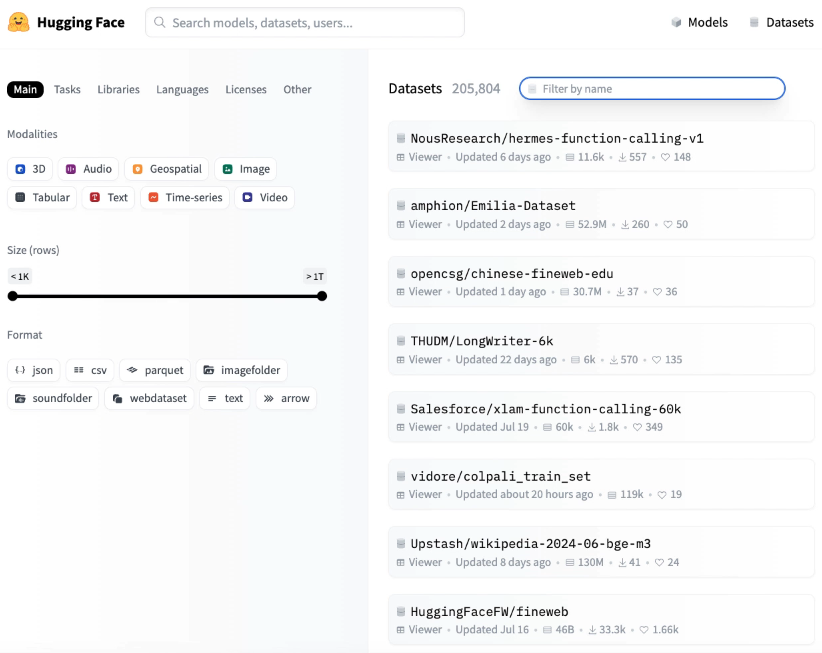 Hugging Face
Search models, datasets, users...
Models
Datasets
Main Tasks Libraries Languages Licenses Other
Modalities
3D Audio Geospatial Image
Tabular Text Time-series Video
Size (rows)
<1K >1T
Format
json csv parquet imagefolder
soundfolder webdataset text arrow
Datasets 205,804
Filter by name
NousResearch/hermes-function-calling-v1
Viewer • Updated 6 days ago • 11.6k • 557 • 148
amphion/Emilia-Dataset
Viewer • Updated 2 days ago • 52.9M • 260 • 50
opencsg/chinese-fineweb-edu
Viewer • Updated 1 day ago • 30.7M • 37 • 36
THUDM/LongWriter-6k
Viewer • Updated 22 days ago • 6k • 570 • 135
Salesforce/xlam-function-calling-60k
Viewer • Updated Jul 19 • 60k • 1.8k • 349
vidore/colpali_train_set
Viewer • Updated about 20 hours ago • 119k • 19
Upstash/wikipedia-2024-06-bge-m3
Viewer • Updated 8 days ago • 130M • 41 • 24
HuggingFaceFW/fineweb
Viewer • Updated Jul 16 • 46B • 33.3k • 1.66k